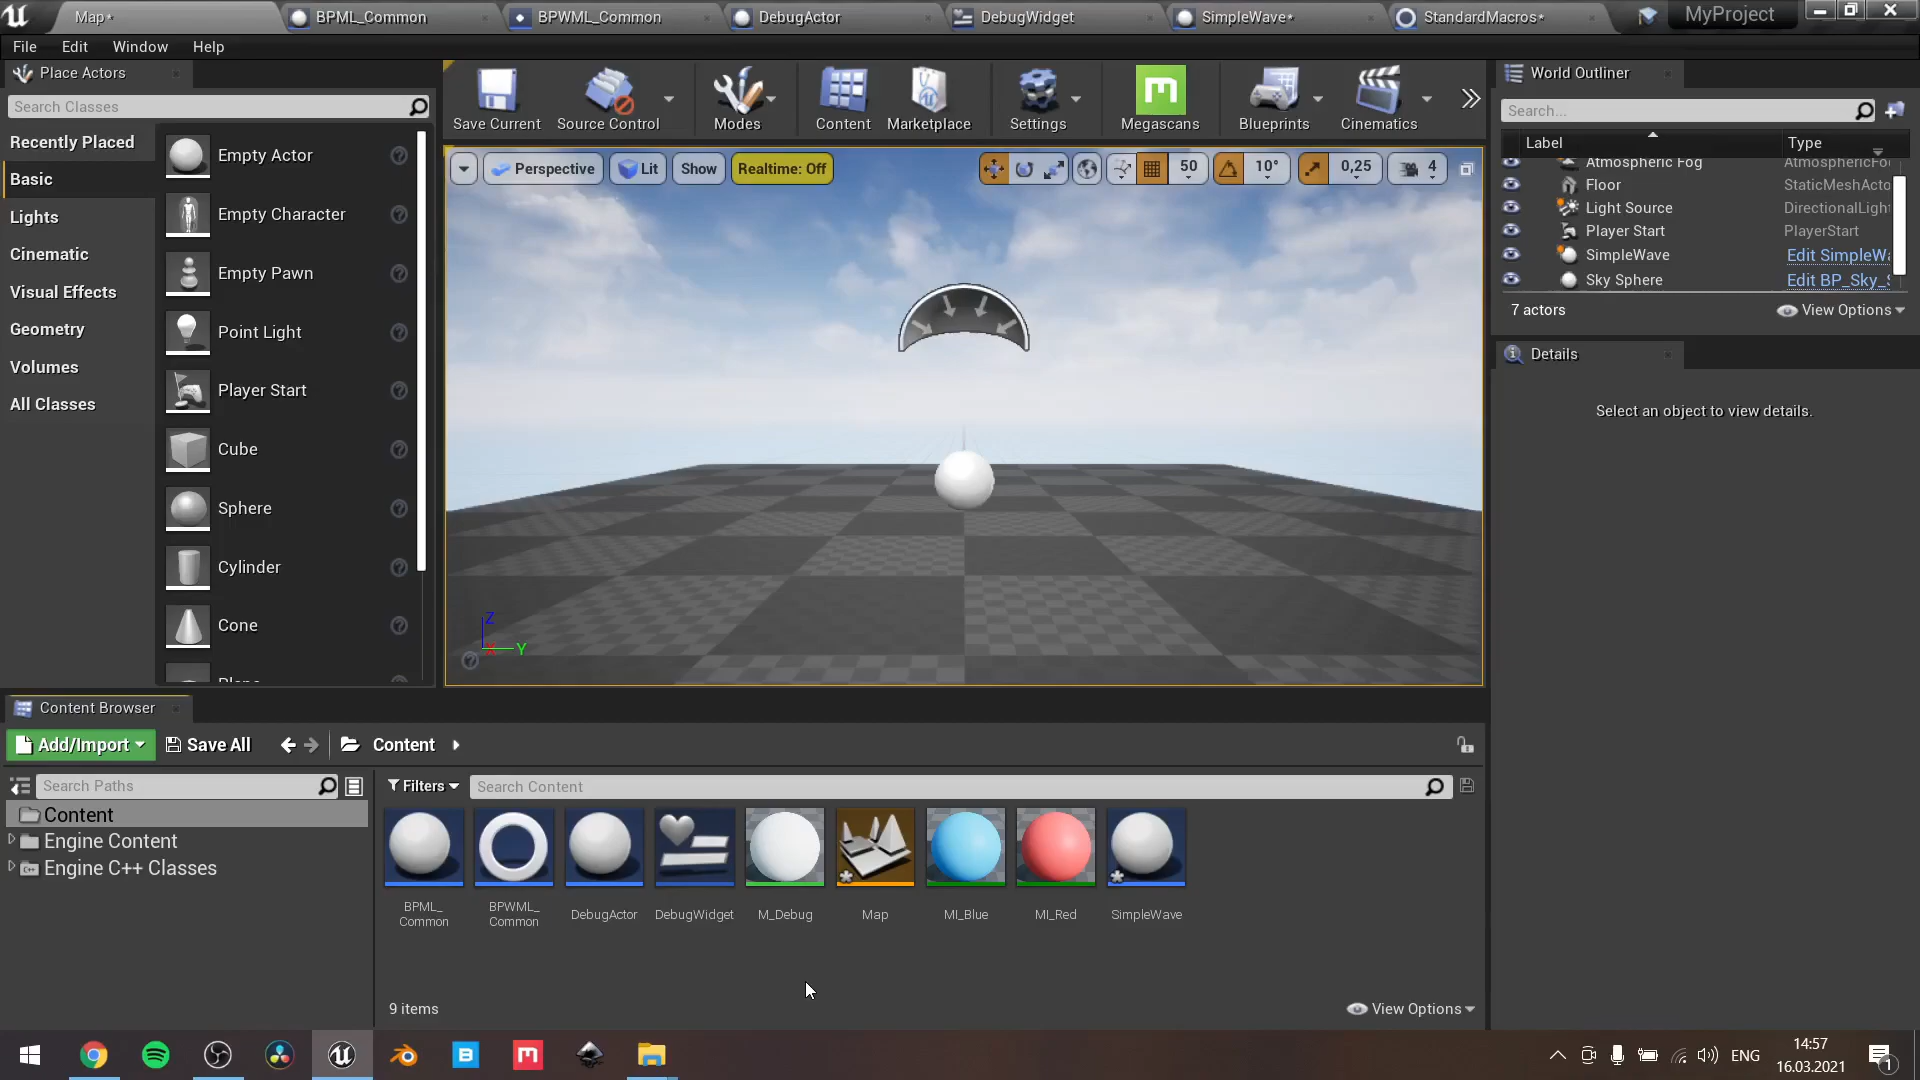 Map*
BPML_Common
BPWML_Common
DebugActor
DebugWidget
SimpleWave*
StandardMacros*
MyProject
File
Edit
Window
Help
Place Actors
Search Classes
Recently Placed
Basic
Lights
Cinematic
Visual Effects
Geometry
Volumes
All Classes
Empty Actor
Empty Character
Empty Pawn
Point Light
Player Start
Cube
Sphere
Cylinder
Cone
Save Current
Source Control
Modes
Content
Marketplace
Settings
Megascans
Blueprints
Cinematics
Perspective
Lit
Show
Realtime: Off
50
10°
0,25
4
Z
X
Y
World Outliner
Search...
Label
Type
Atmospheric Fog
AtmosphericFo
Floor
StaticMeshActo
Light Source
DirectionalLight
Player Start
PlayerStart
SimpleWave
Edit SimpleWa
Sky Sphere
Edit BP_Sky_S
7 actors
View Options
Details
Select an object to view details.
Content Browser
Add/Import
Save All
Content
Search Paths
Content
Engine Content
Engine C++ Classes
Filters
Search Content
BPML_
Common
BPWML_
Common
DebugActor
DebugWidget
M_Debug
Map
MI_Blue
MI_Red
SimpleWave
9 items
View Options
ENG
14:57
16.03.2021
1